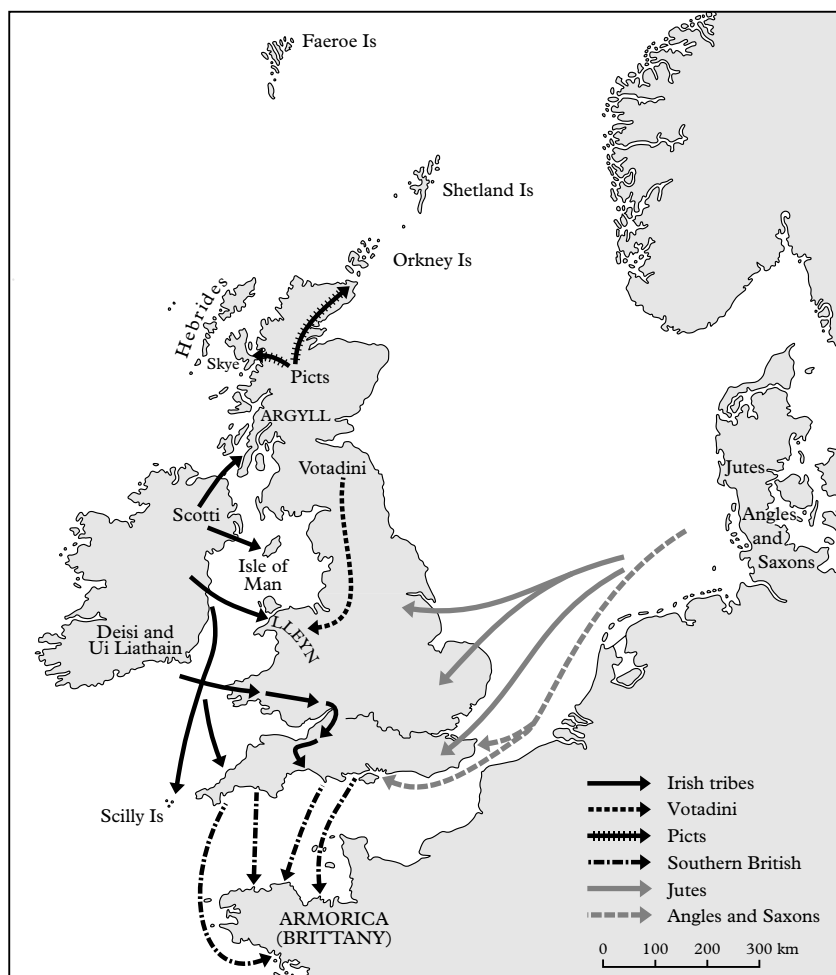 Faeroe Is
Shetland Is
Orkney Is
Hebrides
Skye
Picts
ARGYLL
Votadini
Scotti
Isle of
Man
LLEYN
Deisi and
Ui Liathain
Jutes
Angles
and
Saxons
Scilly Is
ARMORICA
(BRITTANY)
Irish tribes
Votadini
Picts
Southern British
Jutes
Angles and Saxons
0 100 200 300 km